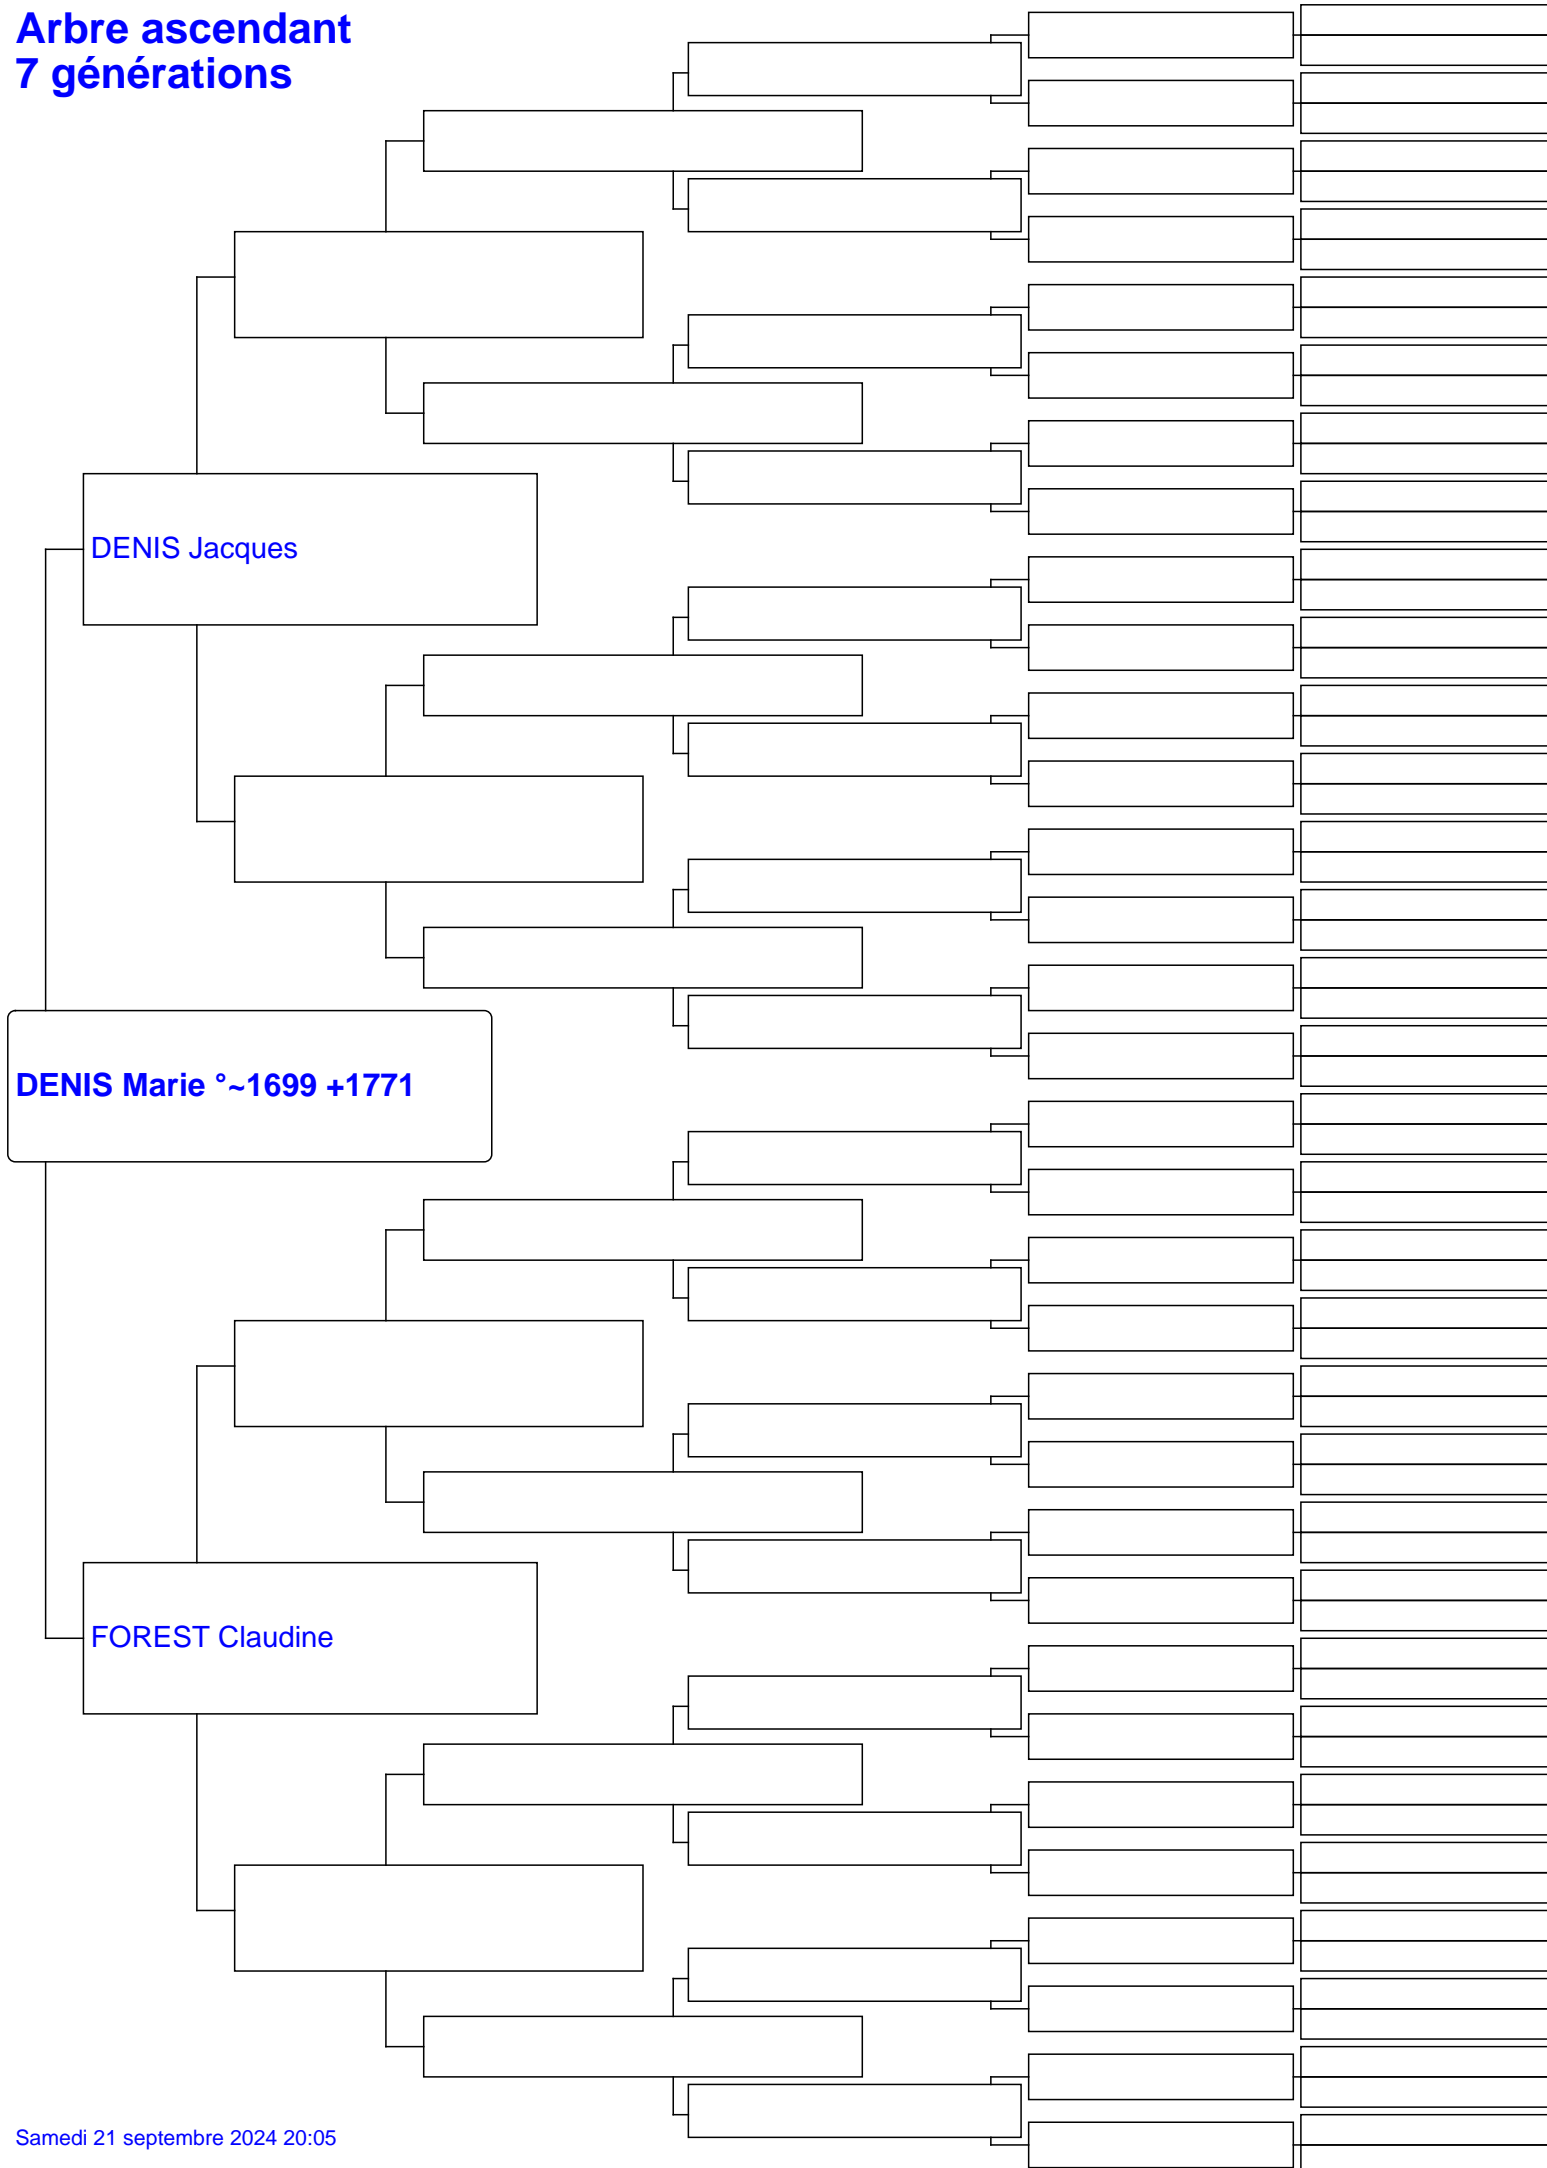 Arbre ascendant
7 générations
DENIS Jacques
DENIS Marie °~1699 +1771
FOREST Claudine
Samedi 21 septembre 2024 20:05